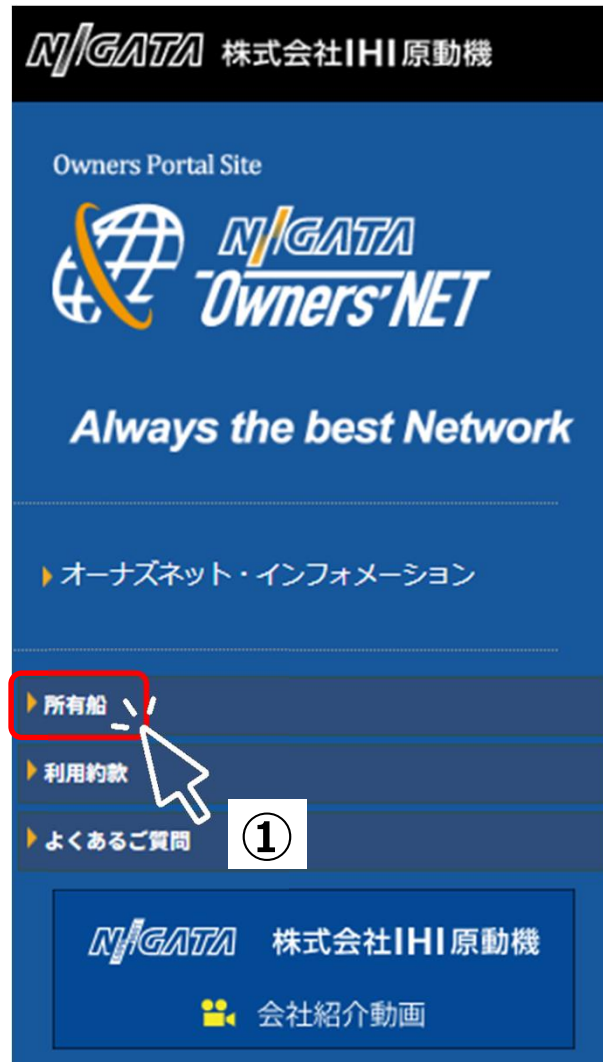 NIIGATA 株式会社IHI原動機
Owners Portal Site
NIIGATA
Owners' NET
Always the best Network
オーナズネット・インフォメーション
所有船
利用約款
よくあるご質問
①
NIIGATA 株式会社IHI原動機
会社紹介動画